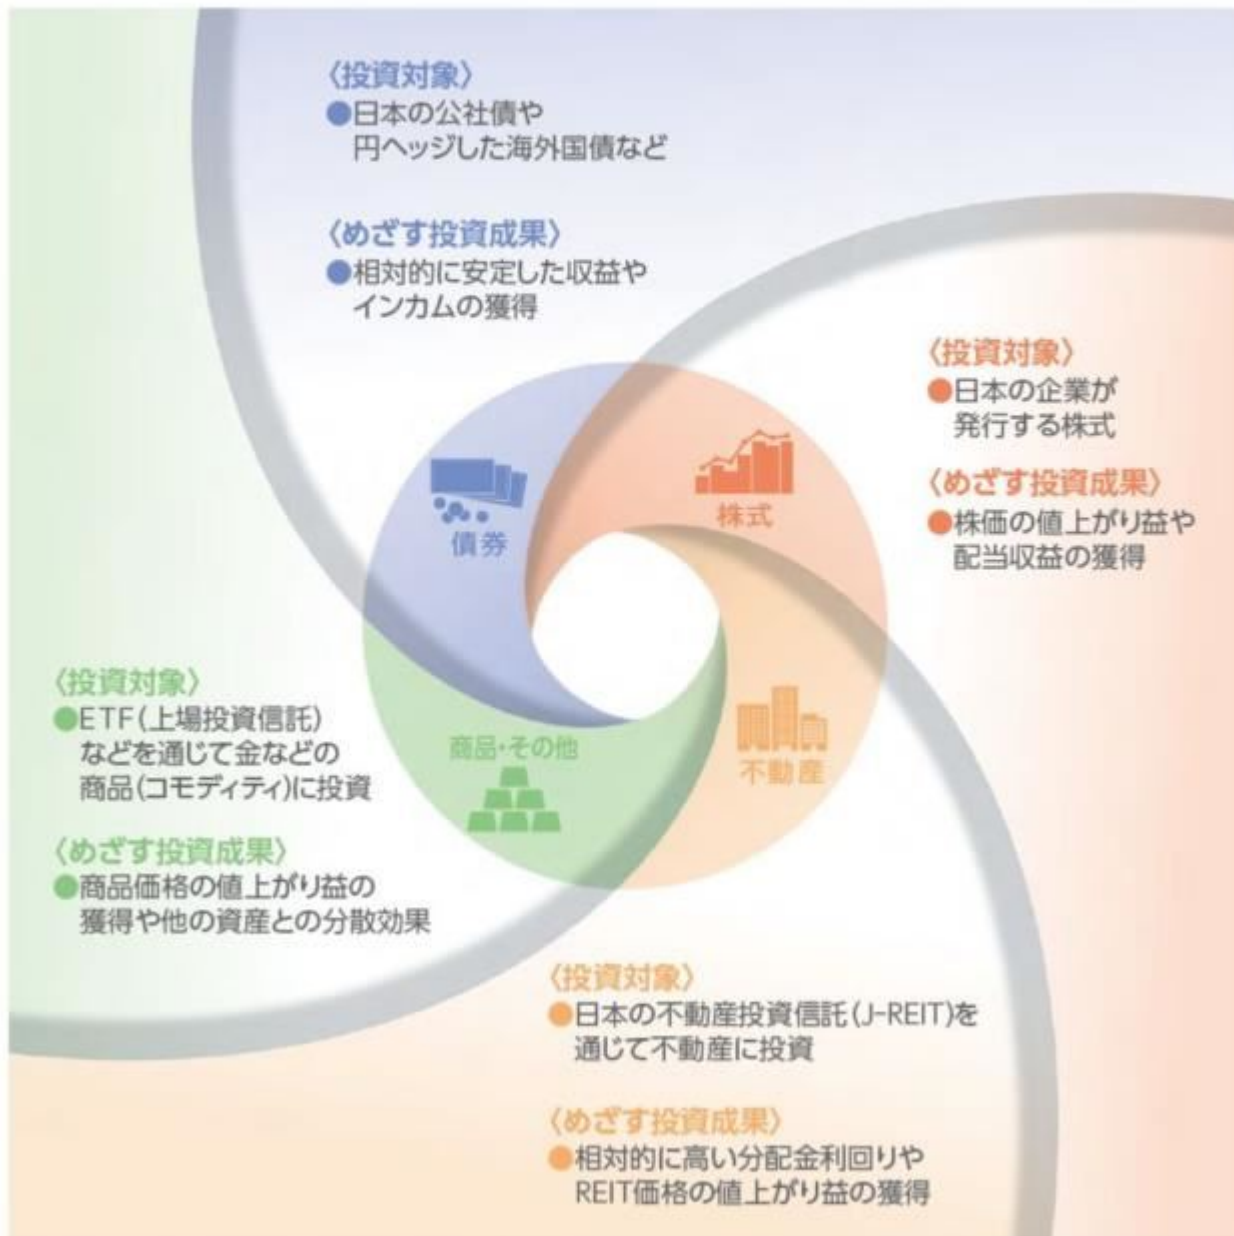 〈投資対象〉
●日本の公社債や
円ヘッジした海外国債など
〈めざす投資成果〉
●相対的に安定した収益や
インカムの獲得
〈投資対象〉
●日本の企業が
発行する株式
〈めざす投資成果〉
●株価の値上がり益や
配当収益の獲得
債券
株式
商品・その他
不動産
〈投資対象〉
●ETF(上場投資信託)
などを通じて金などの
商品(コモディティ)に投資
〈めざす投資成果〉
●商品価格の値上がり益の
獲得や他の資産との分散効果
〈投資対象〉
●日本の不動産投資信託(J-REIT)を
通じて不動産に投資
〈めざす投資成果〉
●相対的に高い分配金利回りや
REIT価格の値上がり益の獲得